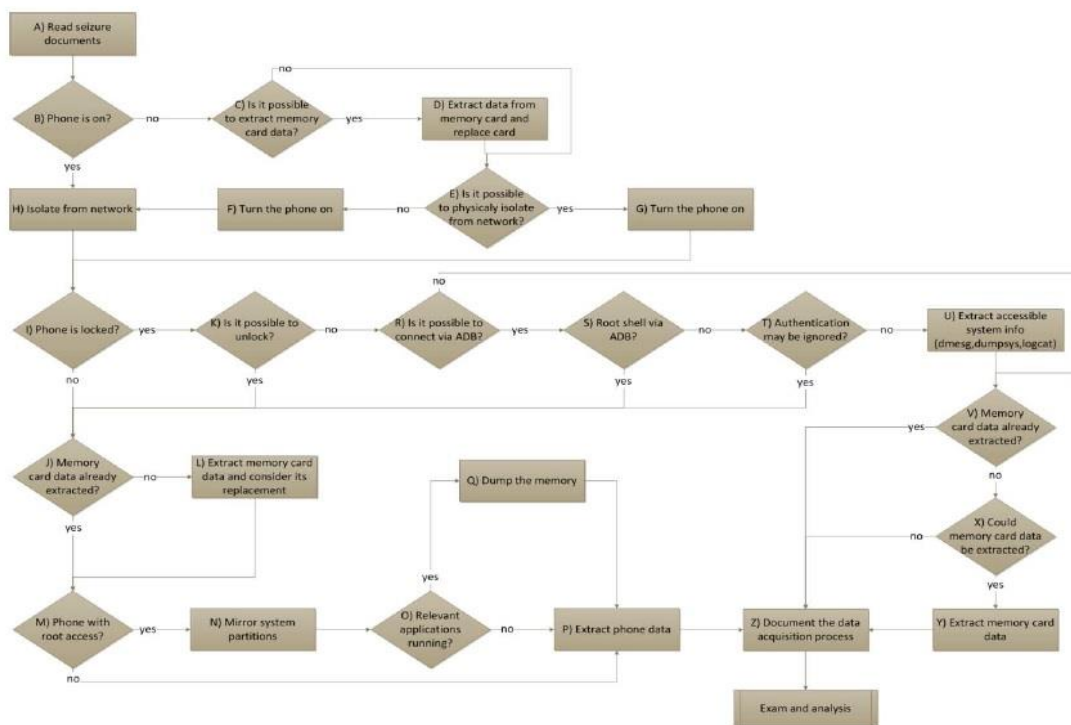 A) Read seizure
documents
no
B) Phone is on?
no
C) Is it possible
to extract memory
card data?
yes
D) Extract data from
memory card and
replace card
yes
H) Isolate from network
F) Turn the phone on
no
E) Is it possible
to physicaly isolate
from network?
yes
G) Turn the phone on
no
I) Phone is locked?
yes
K) Is it possible to
unlock?
no
R) Is it possible to
connect via ADB?
yes
S) Root shell via
ADB?
no
T) Authentication
may be ignored?
no
U) Extract accessible
system info
(dmesg,dumpsys,logcat)
no
yes
yes
yes
V) Memory
card data already
extracted?
yes
no
J) Memory
card data already
extracted?
no
L) Extract memory card
data and consider its
replacement
Q) Dump the memory
yes
X) Could
memory card data
be extracted?
no
yes
yes
M) Phone with
root access?
yes
N) Mirror system
partitions
O) Relevant
applications
running?
no
P) Extract phone data
Z) Document the data
acquisition process
Y) Extract memory card
data
no
Exam and analysis